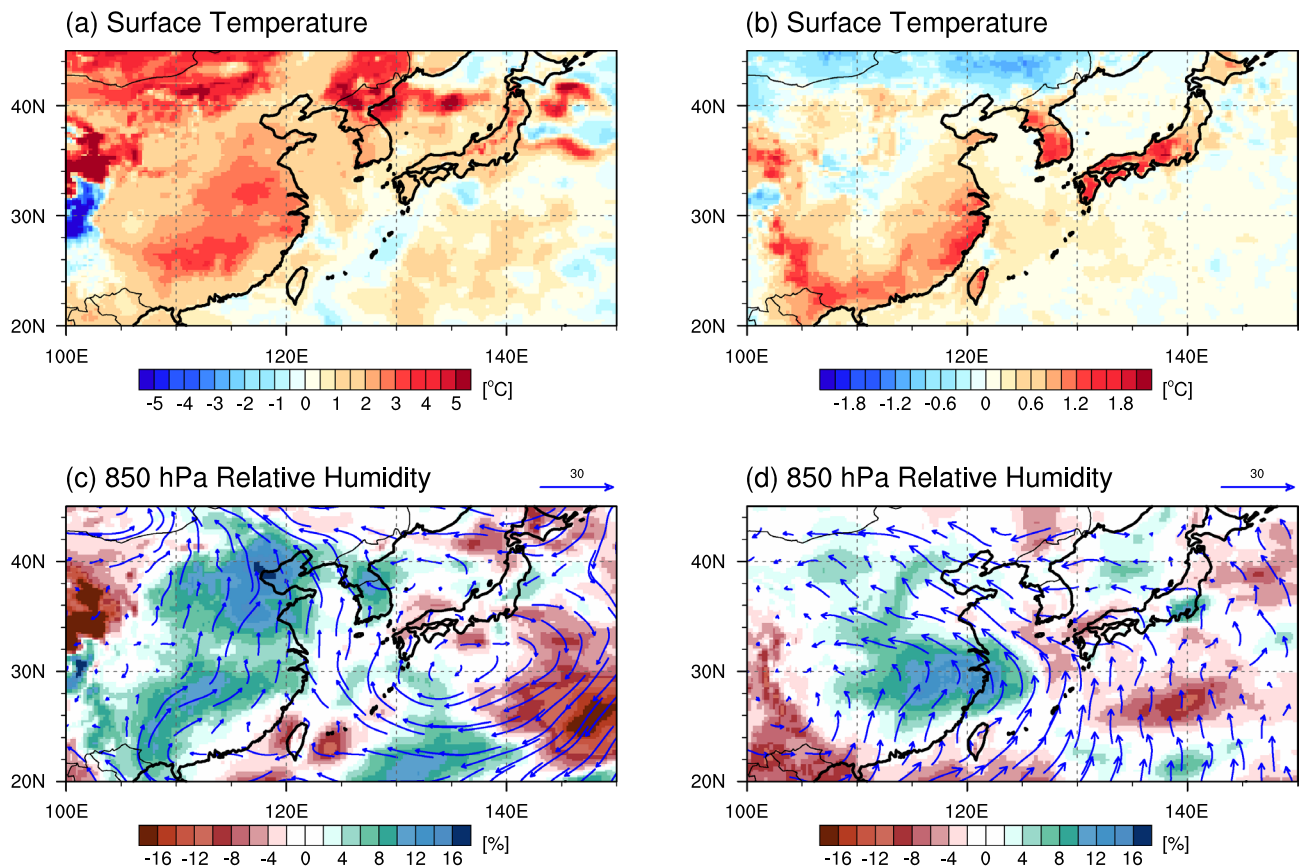 (a) Surface Temperature
(b) Surface Temperature
40N
30N
20N
100E 120E 140E
-5 -4 -3 -2 -1 0 1 2 3 4 5 [°C]
40N
30N
20N
100E 120E 140E
-1.8 -1.2 -0.6 0 0.6 1.2 1.8 [°C]
(c) 850 hPa Relative Humidity
30
(d) 850 hPa Relative Humidity
30
40N
30N
20N
100E 120E 140E
-16 -12 -8 -4 0 4 8 12 16 [%]
40N
30N
20N
100E 120E 140E
-16 -12 -8 -4 0 4 8 12 16 [%]